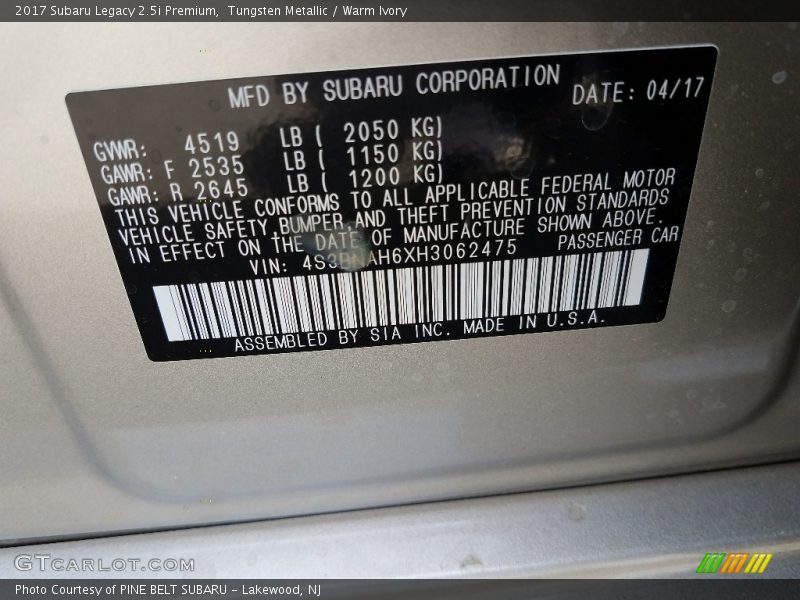 2017 Subaru Legacy 2.5i Premium, Tungsten Metallic / Warm Ivory
MFD BY SUBARU CORPORATION DATE: 04/17
GVWR: 4519 LB ( 2050 KG)
GAWR: F 2535 LB ( 1150 KG)
GAWR: R 2645 LB ( 1200 KG)
THIS VEHICLE CONFORMS TO ALL APPLICABLE FEDERAL MOTOR
VEHICLE SAFETY,BUMPER,AND THEFT PREVENTION STANDARDS
IN EFFECT ON THE DATE OF MANUFACTURE SHOWN ABOVE.
VIN: PASSENGER CAR
ASSEMBLED BY SIA INC. MADE IN U.S.A.
GTCARLOT.COM
Photo Courtesy of PINE BELT SUBARU - Lakewood, NJ